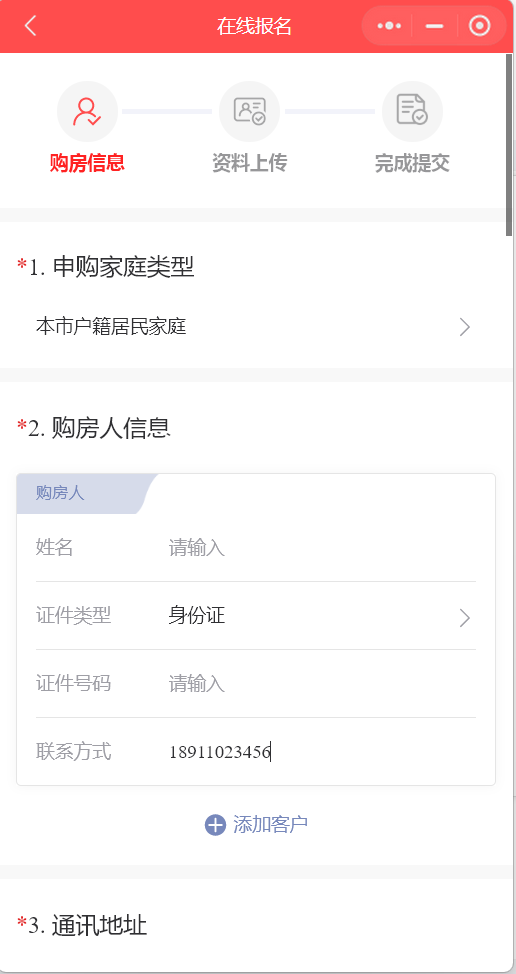 在线报名
购房信息 资料上传 完成提交
*1. 申购家庭类型
本市户籍居民家庭
*2. 购房人信息
购房人
姓名 请输入
证件类型 身份证
证件号码 请输入
联系方式 18911023456
添加客户
*3. 通讯地址